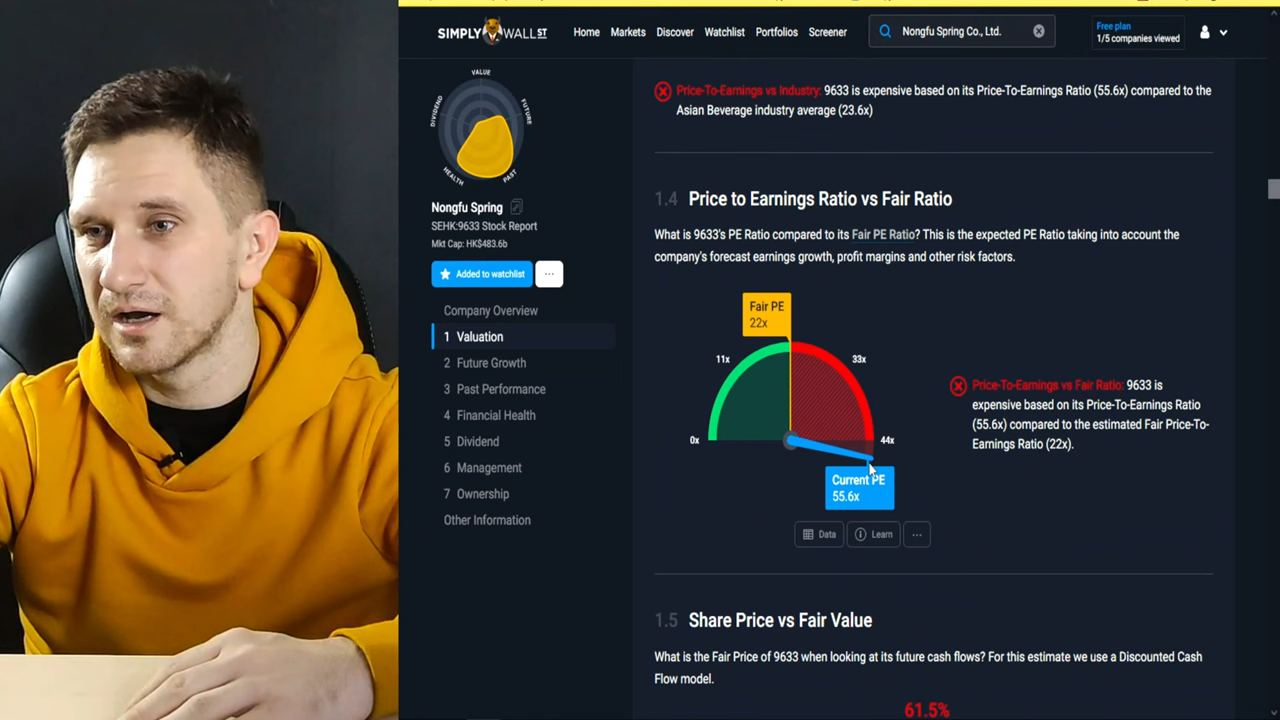 SIMPLY WALL ST
Home Markets Discover Watchlist Portfolios Screener
Nongfu Spring Co., Ltd.
Free plan
1/5 companies viewed
VALUE
FUTURE
PAST
HEALTH
DIVIDEND
Nongfu Spring
SEHK:9633 Stock Report
Mkt Cap: HK$483.6b
Added to watchlist
...
Company Overview
1 Valuation
2 Future Growth
3 Past Performance
4 Financial Health
5 Dividend
6 Management
7 Ownership
Other Information
Price-To-Earnings vs Industry: 9633 is expensive based on its Price-To-Earnings Ratio (55.6x) compared to the
Asian Beverage industry average (23.6x)
1.4 Price to Earnings Ratio vs Fair Ratio
What is 9633's PE Ratio compared to its Fair PE Ratio? This is the expected PE Ratio taking into account the
company's forecast earnings growth, profit margins and other risk factors.
Fair PE
22x
11x
33x
0x
44x
Current PE
55.6x
Price-To-Earnings vs Fair Ratio: 9633 is
expensive based on its Price-To-Earnings Ratio
(55.6x) compared to the estimated Fair Price-To-
Earnings Ratio (22x).
Data
Learn
...
1.5 Share Price vs Fair Value
What is the Fair Price of 9633 when looking at its future cash flows? For this estimate we use a Discounted Cash
Flow model.
61.5%